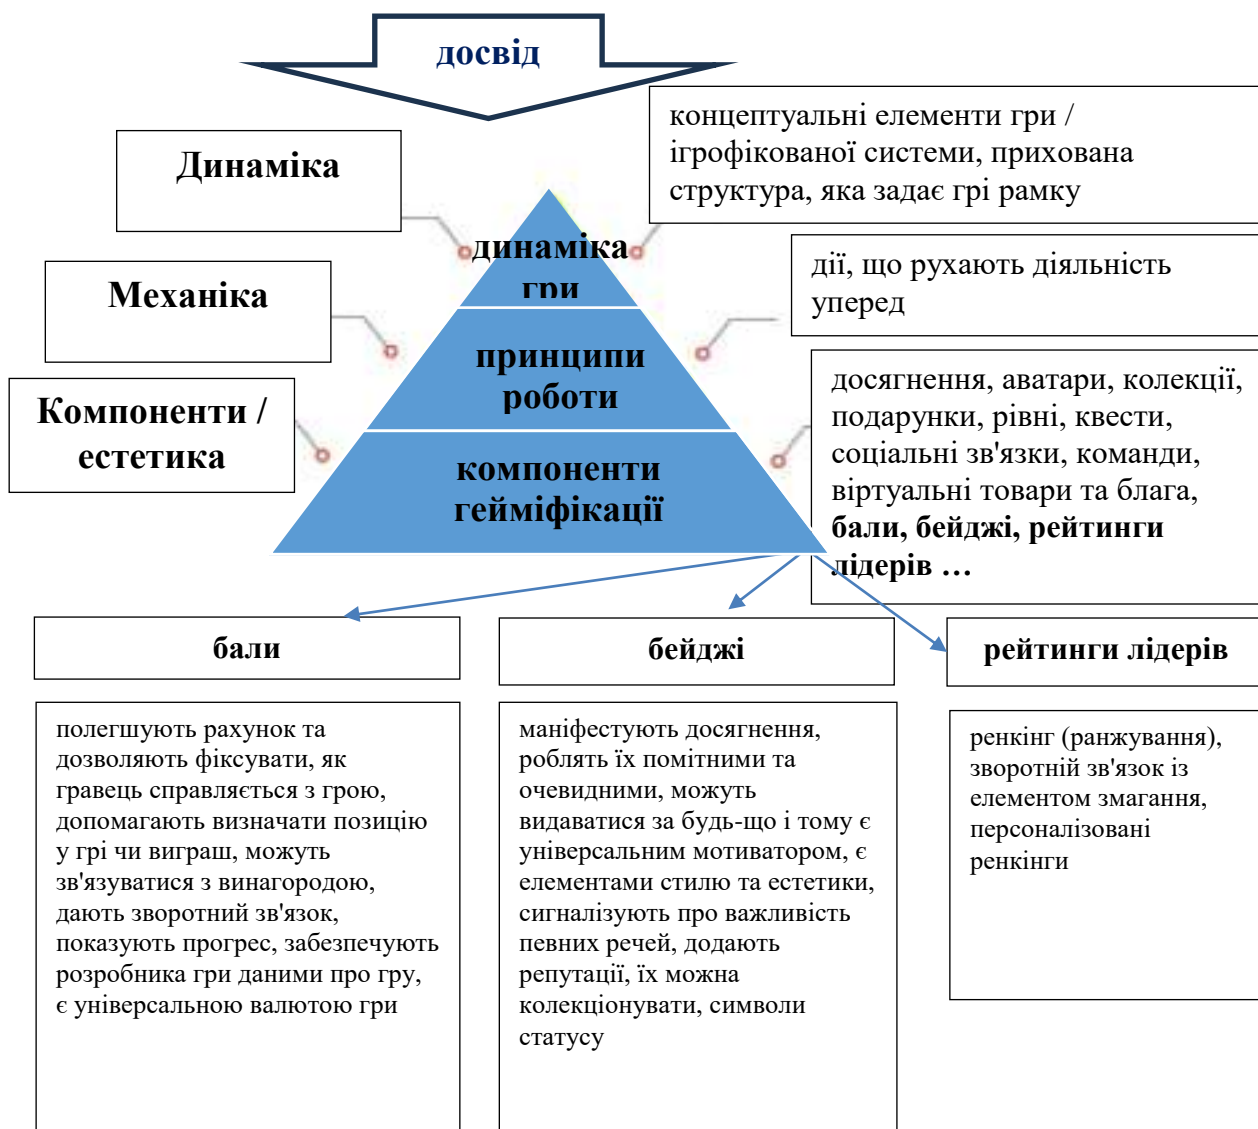 досвід
концептуальні елементи гри /
ігрофікованої системи, прихована
структура, яка задає грі рамку
Динаміка
динаміка
гри
дії, що рухають діяльність
уперед
Механіка
принципи
роботи
досягнення, аватари, колекції,
подарунки, рівні, квести,
соціальні зв'язки, команди,
віртуальні товари та блага,
бали, бейджі, рейтинги
лідерів ...
Компоненти /
естетика
компоненти
гейміфікації
бали
бейджі
рейтинги лідерів
полегшують рахунок та
дозволяють фіксувати, як
гравець справляється з грою,
допомагають визначати позицію
у грі чи виграш, можуть
зв'язуватися з винагородою,
дають зворотний зв'язок,
показують прогрес, забезпечують
розробника гри даними про гру,
є універсальною валютою гри
маніфестують досягнення,
роблять їх помітними та
очевидними, можуть
видаватися за будь-що і тому є
універсальним мотиватором, є
елементами стилю та естетики,
сигналізують про важливість
певних речей, додають
репутації, їх можна
колекціонувати, символи
статусу
ренкінг (ранжування),
зворотній зв'язок із
елементом змагання,
персоналізовані
ренкінги